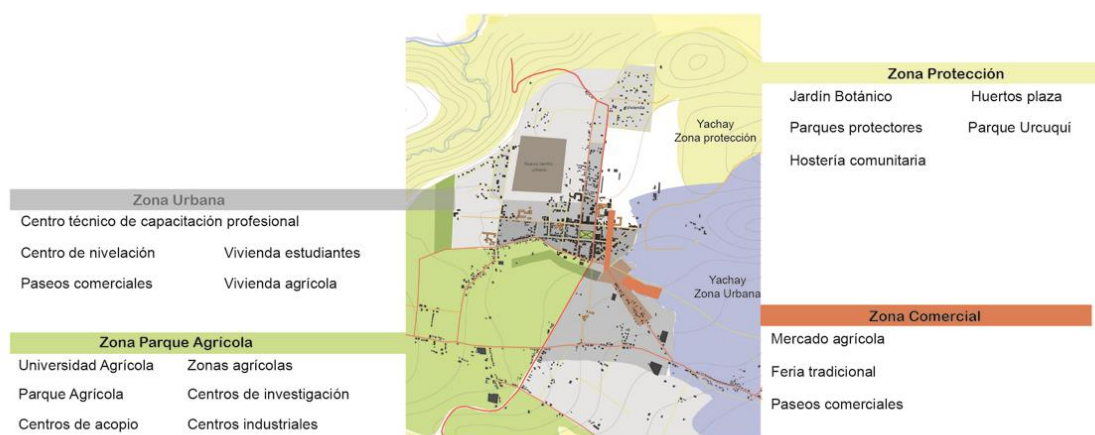 Zona Protección
Jardín Botánico Huertos plaza
Parques protectores Parque Urcuquí
Hostería comunitaria
Yachay
Zona protección
Zona Urbana
Centro técnico de capacitación profesional
Centro de nivelación Vivienda estudiantes
Paseos comerciales Vivienda agrícola
Yachay
Zona Urbana
Zona Comercial
Mercado agrícola
Feria tradicional
Paseos comerciales
Zona Parque Agrícola
Universidad Agrícola Zonas agrícolas
Parque Agrícola Centros de investigación
Centros de acopio Centros industriales